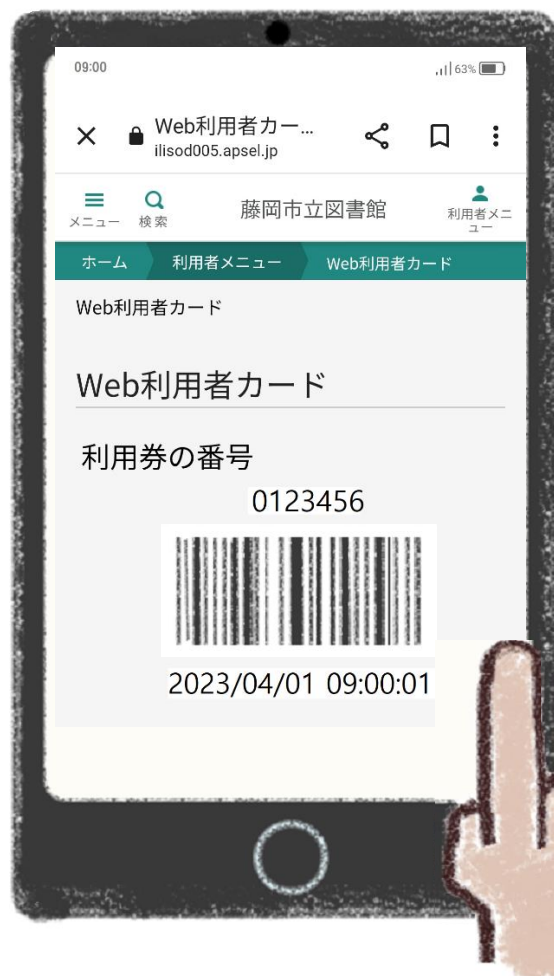 09:00
63%
Web利用者カー...
ilisod005.apsel.jp
メニュー
検索
藤岡市立図書館
利用者メニ
ュー
ホーム
利用者メニュー
Web利用者カード
Web利用者カード
Web利用者カード
利用券の番号
0123456
2023/04/01 09:00:01